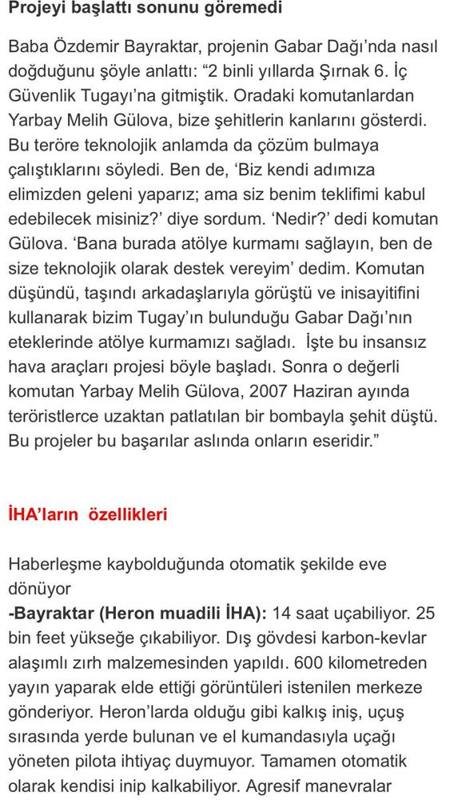 Projeyi başlattı sonunu göremedi
Baba Özdemir Bayraktar, projenin Gabar Dağı’nda nasıl
doğduğunu şöyle anlattı: “2 binli yıllarda Şırnak 6. İç
Güvenlik Tugayı’na gitmiştik. Oradaki komutanlardan
Yarbay Melih Gülova, bize şehitlerin kanlarını gösterdi.
Bu teröre teknolojik anlamda da çözüm bulmaya
çalıştıklarını söyledi. Ben de, ‘Biz kendi adımıza
elimizden geleni yaparız; ama siz benim teklifimi kabul
edebilecek misiniz?’ diye sordum. ‘Nedir?’ dedi komutan
Gülova. ‘Bana burada atölye kurmamı sağlayın, ben de
size teknolojik olarak destek vereyim’ dedim. Komutan
düşündü, taşındı arkadaşlarıyla görüştü ve inisayitifini
kullanarak bizim Tugay’ın bulunduğu Gabar Dağı’nın
eteklerinde atölye kurmamızı sağladı.  İşte bu insansız
hava araçları projesi böyle başladı. Sonra o değerli
komutan Yarbay Melih Gülova, 2007 Haziran ayında
teröristlerce uzaktan patlatılan bir bombayla şehit düştü.
Bu projeler bu başarılar aslında onların eseridir.”
İHA’ların  özellikleri
Haberleşme kaybolduğunda otomatik şekilde eve
dönüyor
-Bayraktar (Heron muadili İHA): 14 saat uçabiliyor. 25
bin feet yükseğe çıkabiliyor. Dış gövdesi karbon-kevlar
alaşımlı zırh malzemesinden yapıldı. 600 kilometreden
yayın yaparak elde ettiği görüntüleri istenilen merkeze
gönderiyor. Heron’larda olduğu gibi kalkış iniş, uçuş
sırasında yerde bulunan ve el kumandasıyla uçağı
yöneten pilota ihtiyaç duymuyor. Tamamen otomatik
olarak kendisi inip kalkabiliyor. Agresif manevralar